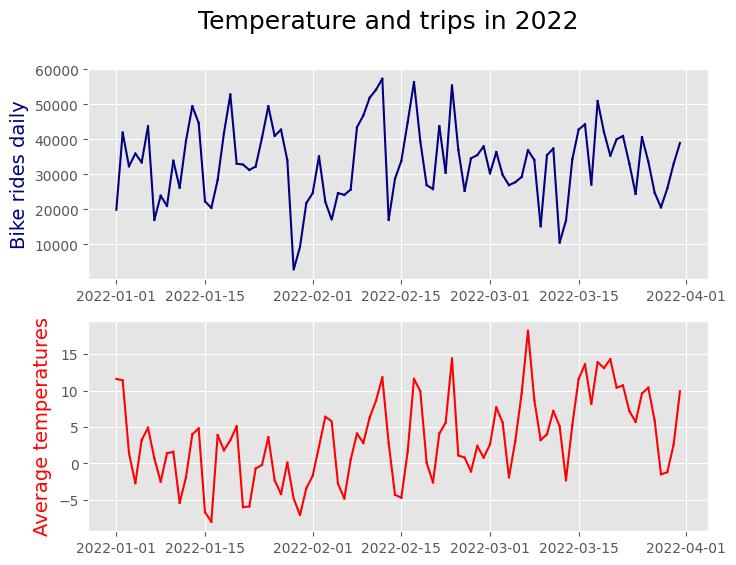 Temperature and trips in 2022
Bike rides daily
60000
50000
40000
30000
20000
10000
2022-01-01 2022-01-15 2022-02-01 2022-02-15 2022-03-01 2022-03-15 2022-04-01
Average temperatures
15
10
5
0
−5
2022-01-01 2022-01-15 2022-02-01 2022-02-15 2022-03-01 2022-03-15 2022-04-01